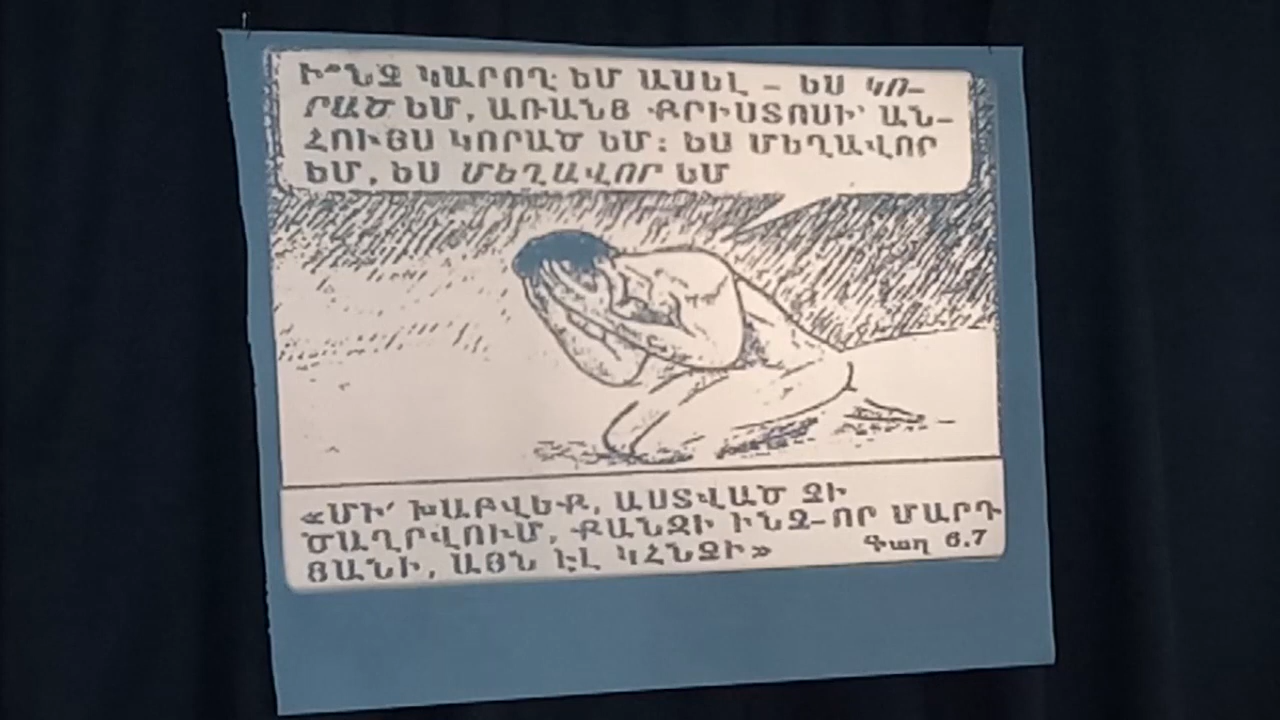 Ի՞ՆՉ ԿԱՐՈՂ ԵՄ ԱՍԵԼ – ԵՍ ԿՈ–
ՐԱԾ ԵՄ, ԱՌԱՆՑ ՔՐԻՍՏՈՍԻ՝ ԱՆ–
ՀՈՒՅՍ ԿՈՐԱԾ ԵՄ: ԵՍ ՄԵՂԱՎՈՐ
ԵՄ, ԵՍ ՄԵՂԱՎՈՐ ԵՄ
«ՄԻ՛ ԽԱԲՎԵՔ, ԱՍՏՎԱԾ ՉԻ
ԾԱՂՐՎՈՒՄ, ՔԱՆԶԻ ԻՆՉ–ՈՐ ՄԱՐԴ
ՑԱՆԻ, ԱՅՆ ԷԼ ԿՀՆՁԻ»
Գաղ 6.7